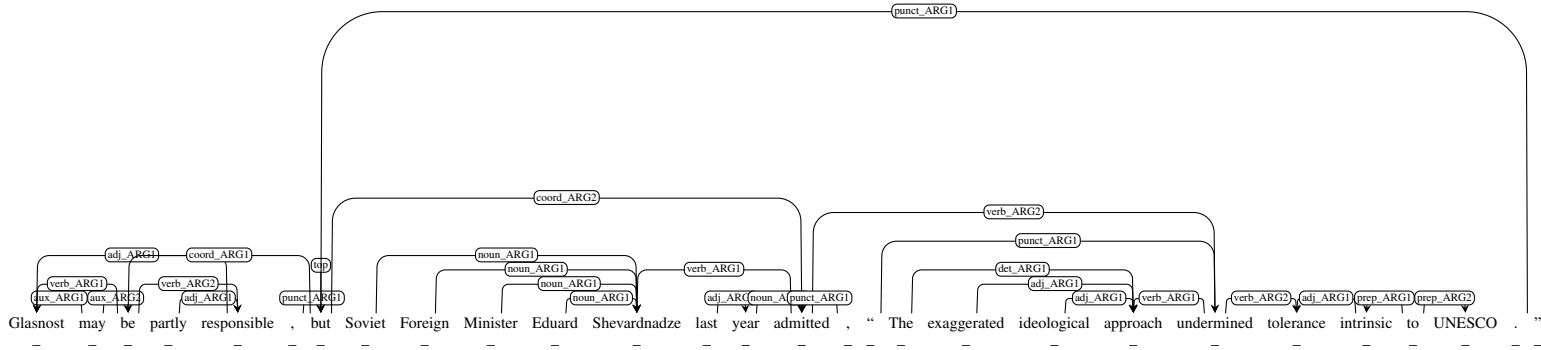 punct_ARG1
coord_ARG2
verb_ARG2
punct_ARG1
adj_ARG1 coord_ARG1 noun_ARG1
top noun_ARG1 verb_ARG1 det_ARG1
verb_ARG1 verb_ARG2 noun_ARG1 adj_ARG1
aux_ARG1 aux_ARG2 adj_ARG1 punct_ARG1 noun_ARG1 punct_ARG1 adj_ARG1 verb_ARG1 verb_ARG2 adj_ARG1 prep_ARG1 prep_ARG2
Glasnost may be partly responsible , but Soviet Foreign Minister Eduard Shevardnadze last year admitted , “ The exaggerated ideological approach undermined tolerance intrinsic to UNESCO . ”
_ _ _ _ _ _ _ _ _ _ _ _ _ _ _ _ _ _ _ _ _ _ _ _ _ _ _ _